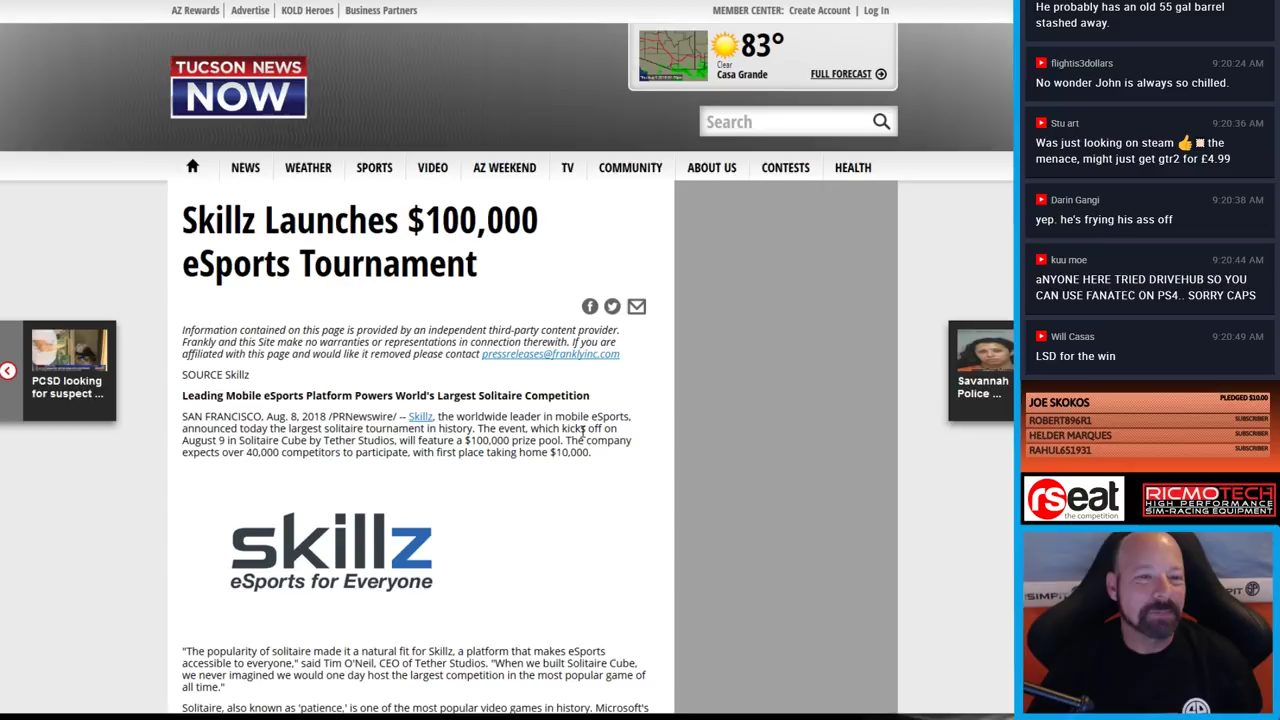 AZ Rewards | Advertise | KOLD Heroes | Business Partners
MEMBER CENTER: Create Account | Log In
TUCSON NEWS
NOW
83°
Clear
Casa Grande
FULL FORECAST
Search
NEWS WEATHER SPORTS VIDEO AZ WEEKEND TV COMMUNITY ABOUT US CONTESTS HEALTH
Skillz Launches $100,000
eSports Tournament
Information contained on this page is provided by an independent third-party content provider.
Frankly and this Site make no warranties or representations in connection therewith. If you are
affiliated with this page and would like it removed please contact pressreleases@franklyinc.com
SOURCE Skillz
Leading Mobile eSports Platform Powers World's Largest Solitaire Competition
SAN FRANCISCO, Aug. 8, 2018 /PRNewswire/ -- Skillz, the worldwide leader in mobile eSports,
announced today the largest solitaire tournament in history. The event, which kicks off on
August 9 in Solitaire Cube by Tether Studios, will feature a $100,000 prize pool. The company
expects over 40,000 competitors to participate, with first place taking home $10,000.
skillz
eSports for Everyone
"The popularity of solitaire made it a natural fit for Skillz, a platform that makes eSports
accessible to everyone," said Tim O'Neil, CEO of Tether Studios. "When we built Solitaire Cube,
we never imagined we would one day host the largest competition in the most popular game of
all time."
Solitaire, also known as 'patience,' is one of the most popular video games in history. Microsoft's
PCSD looking
for suspect ...
Savannah
Police ...
He probably has an old 55 gal barrel
stashed away.
flightis3dollars 9:20:24 AM
No wonder John is always so chilled.
Stu art 9:20:36 AM
Was just looking on steam 👍 the
menace, might just get gtr2 for £4.99
Darin Gangi 9:20:38 AM
yep. he's frying his ass off
kuu moe 9:20:44 AM
aNYONE HERE TRIED DRIVEHUB SO YOU
CAN USE FANATEC ON PS4.. SORRY CAPS
Will Casas 9:20:49 AM
LSD for the win
JOE SKOKOS PLEDGED $10.00
ROBERT896R1 SUBSCRIBER
HELDER MARQUES SUBSCRIBER
RAHUL651931 SUBSCRIBER
rseat
the competition
RICMOTECH
HIGH PERFORMANCE
SIM-RACING EQUIPMENT